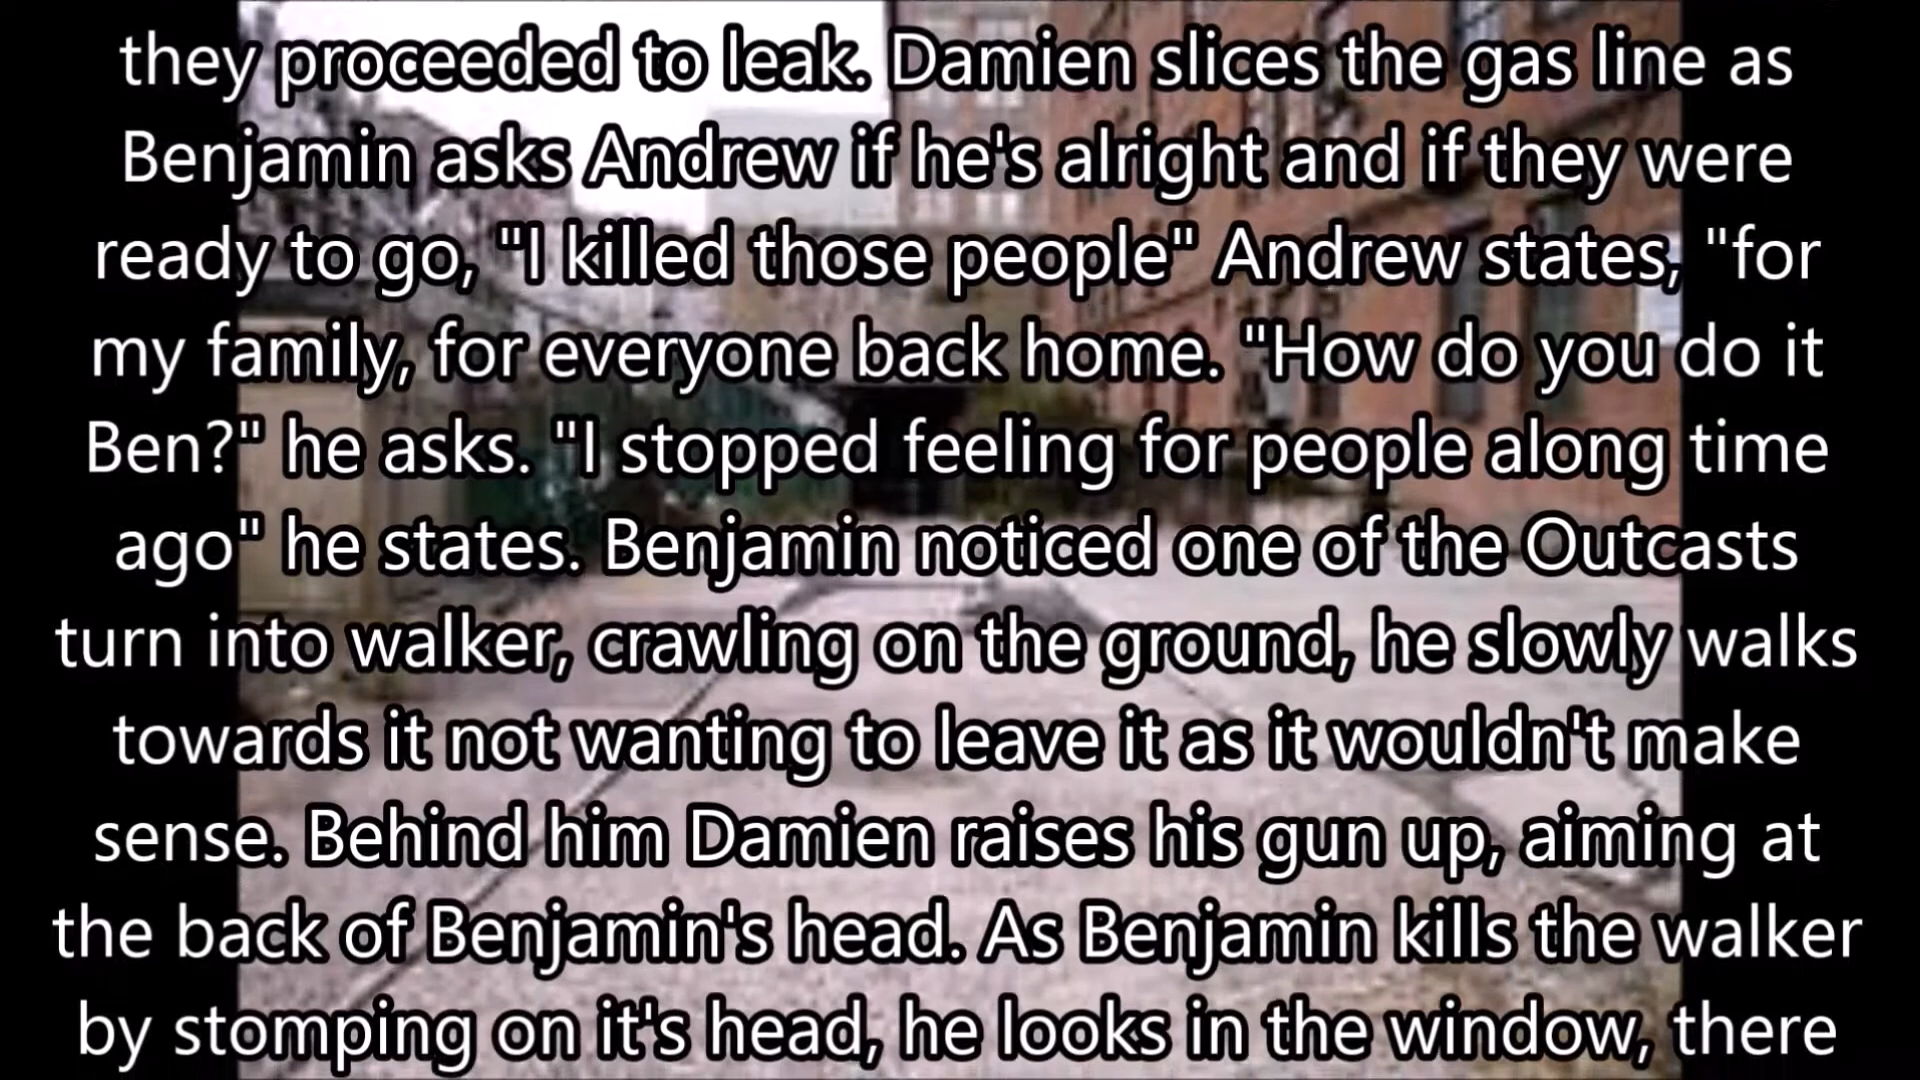 they proceeded to leak. Damien slices the gas line as
Benjamin asks Andrew if he's alright and if they were
ready to go, "I killed those people" Andrew states, "for
my family, for everyone back home. "How do you do it
Ben?" he asks. "I stopped feeling for people along time
ago" he states. Benjamin noticed one of the Outcasts
turn into walker, crawling on the ground, he slowly walks
towards it not wanting to leave it as it wouldn't make
sense. Behind him Damien raises his gun up, aiming at
the back of Benjamin's head. As Benjamin kills the walker
by stomping on it's head, he looks in the window, there